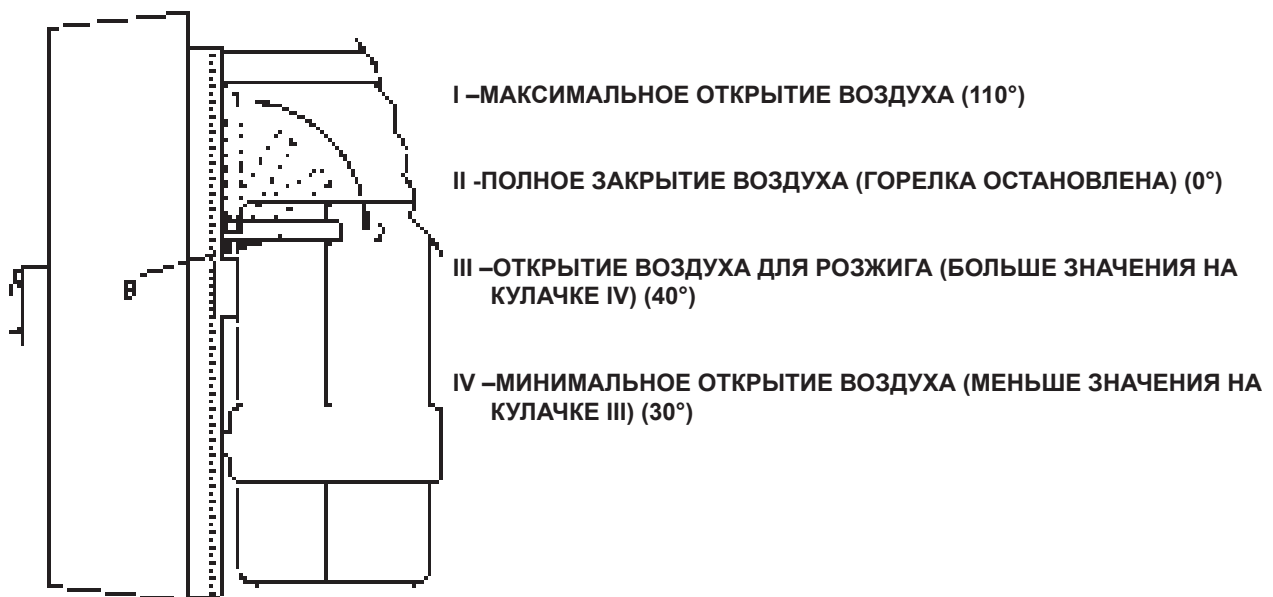 I –МАКСИМАЛЬНОЕ ОТКРЫТИЕ ВОЗДУХА (110°)
II -ПОЛНОЕ ЗАКРЫТИЕ ВОЗДУХА (ГОРЕЛКА ОСТАНОВЛЕНА) (0°)
III –ОТКРЫТИЕ ВОЗДУХА ДЛЯ РОЗЖИГА (БОЛЬШЕ ЗНАЧЕНИЯ НА
КУЛАЧКЕ IV) (40°)
IV –МИНИМАЛЬНОЕ ОТКРЫТИЕ ВОЗДУХА (МЕНЬШЕ ЗНАЧЕНИЯ НА
КУЛАЧКЕ III) (30°)